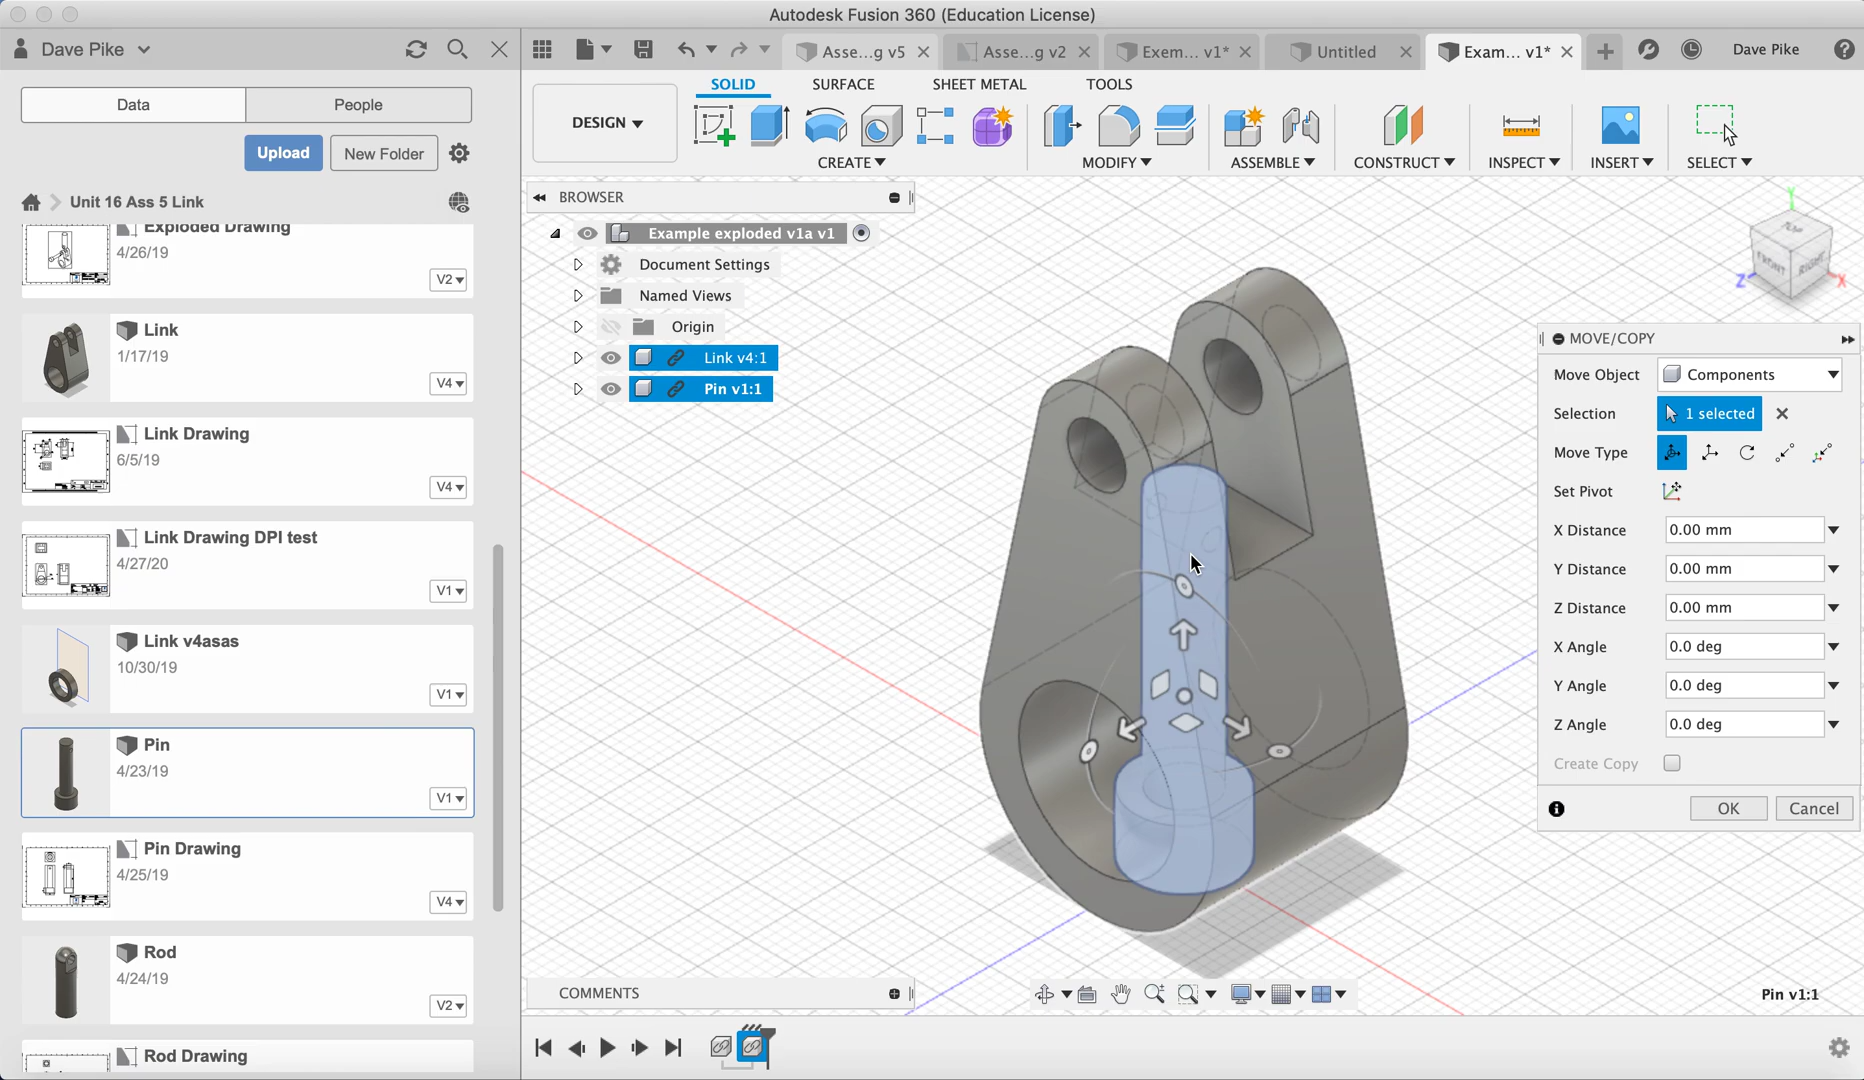 Autodesk Fusion 360 (Education License)
Dave Pike
Asse...g v5
Asse...g v2
Exem... v1*
Untitled
Exam... v1*
Dave Pike
Data
People
Upload
New Folder
Unit 16 Ass 5 Link
Exploded Drawing
4/26/19
V2
Link
1/17/19
V4
Link Drawing
6/5/19
V4
Link Drawing DPI test
4/27/20
V1
Link v4asas
10/30/19
V1
Pin
4/23/19
V1
Pin Drawing
4/25/19
V4
Rod
4/24/19
V2
Rod Drawing
DESIGN
SOLID
SURFACE
SHEET METAL
TOOLS
CREATE
MODIFY
ASSEMBLE
CONSTRUCT
INSPECT
INSERT
SELECT
BROWSER
Example exploded v1a v1
Document Settings
Named Views
Origin
Link v4:1
Pin v1:1
Y
TOP
FRONT
RIGHT
Z
X
MOVE/COPY
Move Object
Components
Selection
1 selected
Move Type
Set Pivot
X Distance
0.00 mm
Y Distance
0.00 mm
Z Distance
0.00 mm
X Angle
0.0 deg
Y Angle
0.0 deg
Z Angle
0.0 deg
Create Copy
OK
Cancel
COMMENTS
Pin v1:1